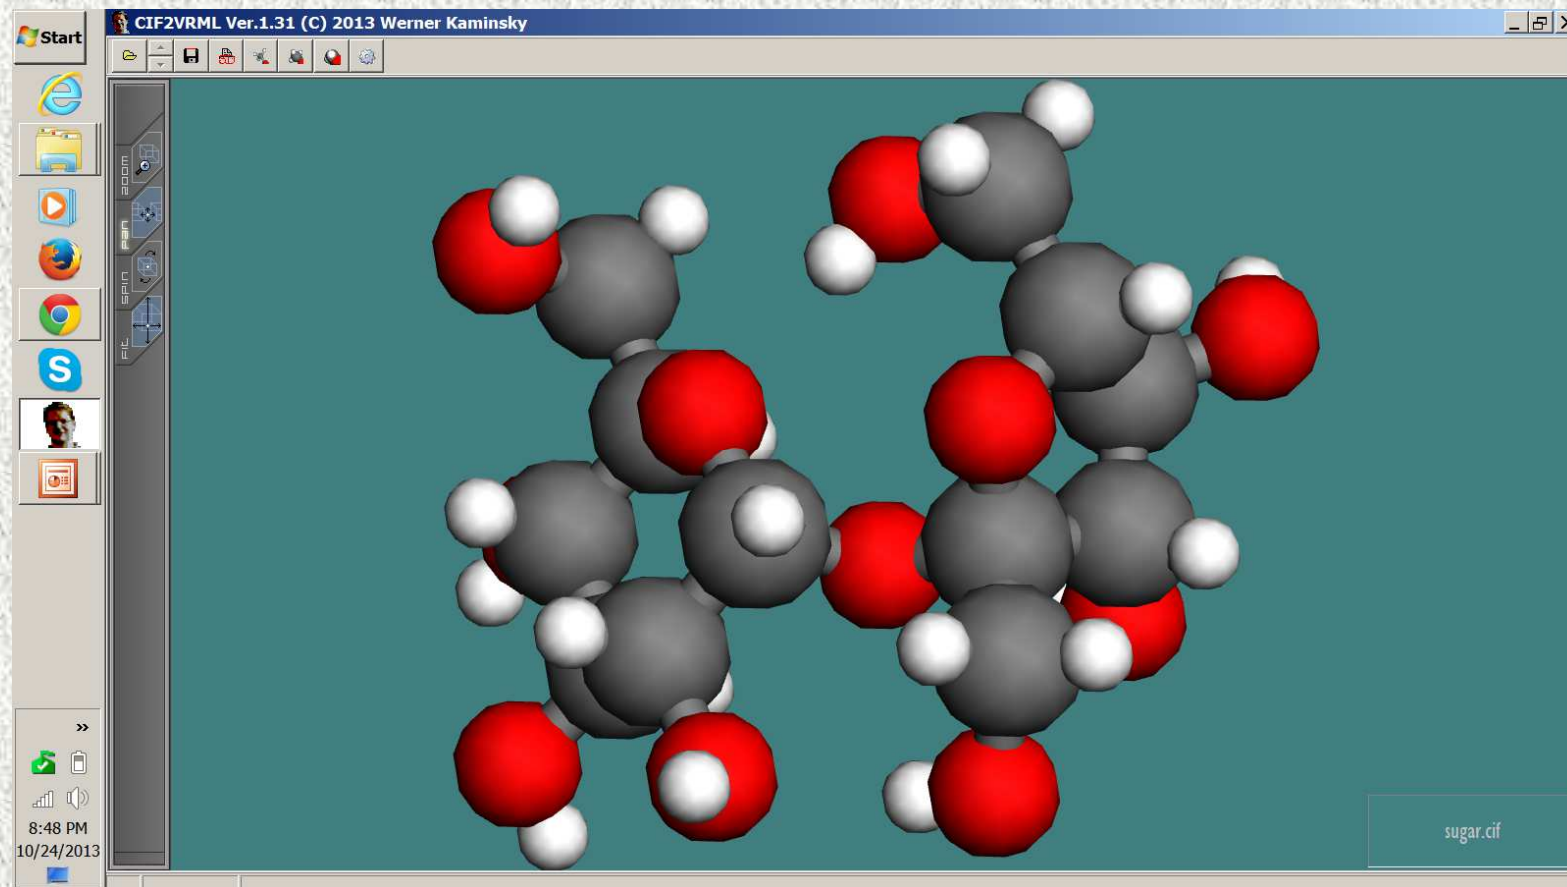 Start
CIF2VRML Ver.1.31 (C) 2013 Werner Kaminsky
zoom
pan
spin
Fit
S
»
8:48 PM
10/24/2013
sugar.cif